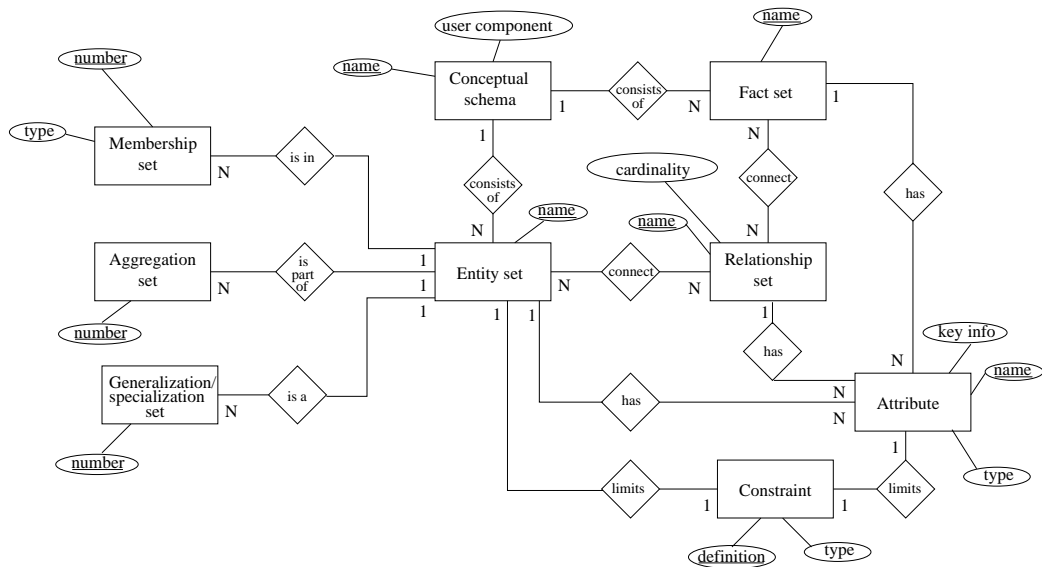 user component
name
number
name
Conceptual
schema
consists
of
Fact set
1
N
1
type
Membership
set
1
N
is in
N
cardinality
connect
has
consists
of
name
N
name
N
Aggregation
set
is
part
of
1
Entity set
connect
Relationship
set
N
1
N
N
number
1
1
1
1
key info
has
N
name
Generalization/
specialization
set
N
is a
has
N
Attribute
N
number
1
type
limits
Constraint
limits
1
1
definition
type